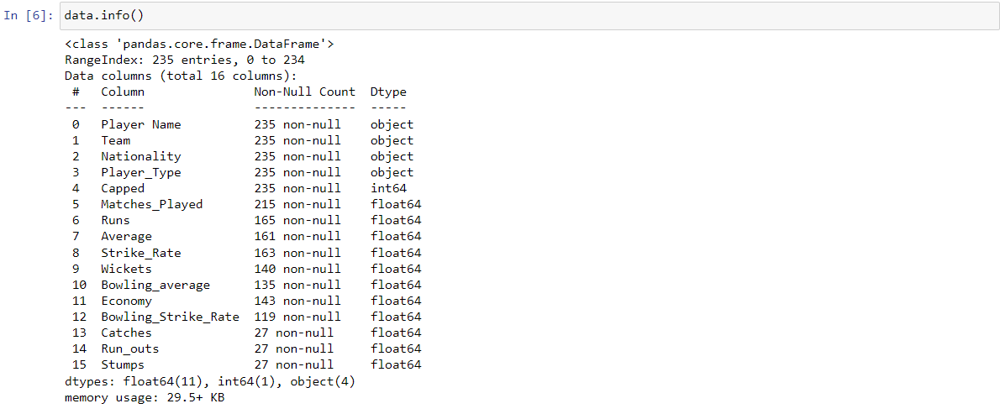 In [6]: data.info()
<class 'pandas.core.frame.DataFrame'>
RangeIndex: 235 entries, 0 to 234
Data columns (total 16 columns):
 #   Column               Non-Null Count  Dtype
---  ------               --------------  -----
 0   Player Name          235 non-null    object
 1   Team                 235 non-null    object
 2   Nationality          235 non-null    object
 3   Player_Type          235 non-null    object
 4   Capped               235 non-null    int64
 5   Matches_Played       215 non-null    float64
 6   Runs                 165 non-null    float64
 7   Average              161 non-null    float64
 8   Strike_Rate          163 non-null    float64
 9   Wickets              140 non-null    float64
 10  Bowling_average      135 non-null    float64
 11  Economy              143 non-null    float64
 12  Bowling_Strike_Rate  119 non-null    float64
 13  Catches              27 non-null     float64
 14  Run_outs             27 non-null     float64
 15  Stumps               27 non-null     float64
dtypes: float64(11), int64(1), object(4)
memory usage: 29.5+ KB